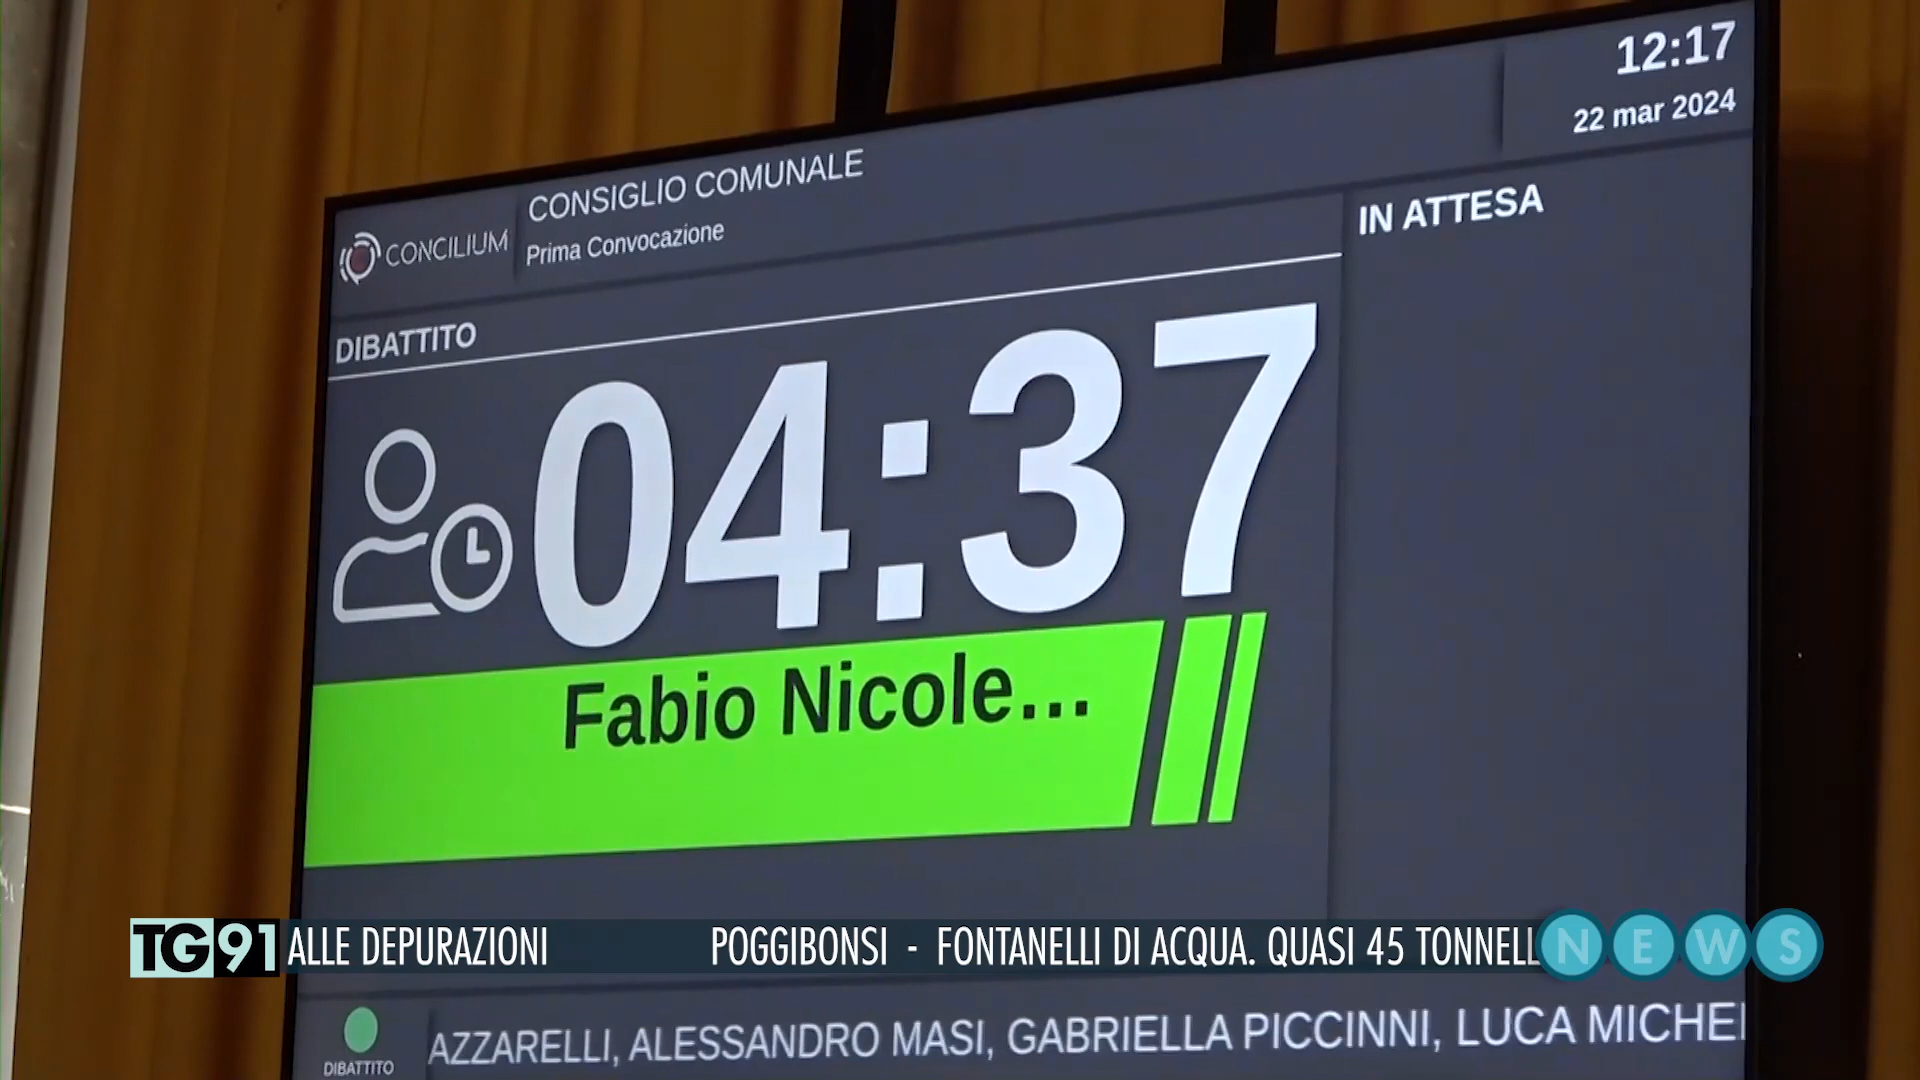 12:17
22 mar 2024
CONCILIUM
CONSIGLIO COMUNALE
Prima Convocazione
IN ATTESA
DIBATTITO
04:37
Fabio Nicole...
TG91 ALLE DEPURAZIONI POGGIBONSI - FONTANELLI DI ACQUA. QUASI 45 TONNELL NEWS
DIBATTITO
AZZARELLI, ALESSANDRO MASI, GABRIELLA PICCINNI, LUCA MICHE